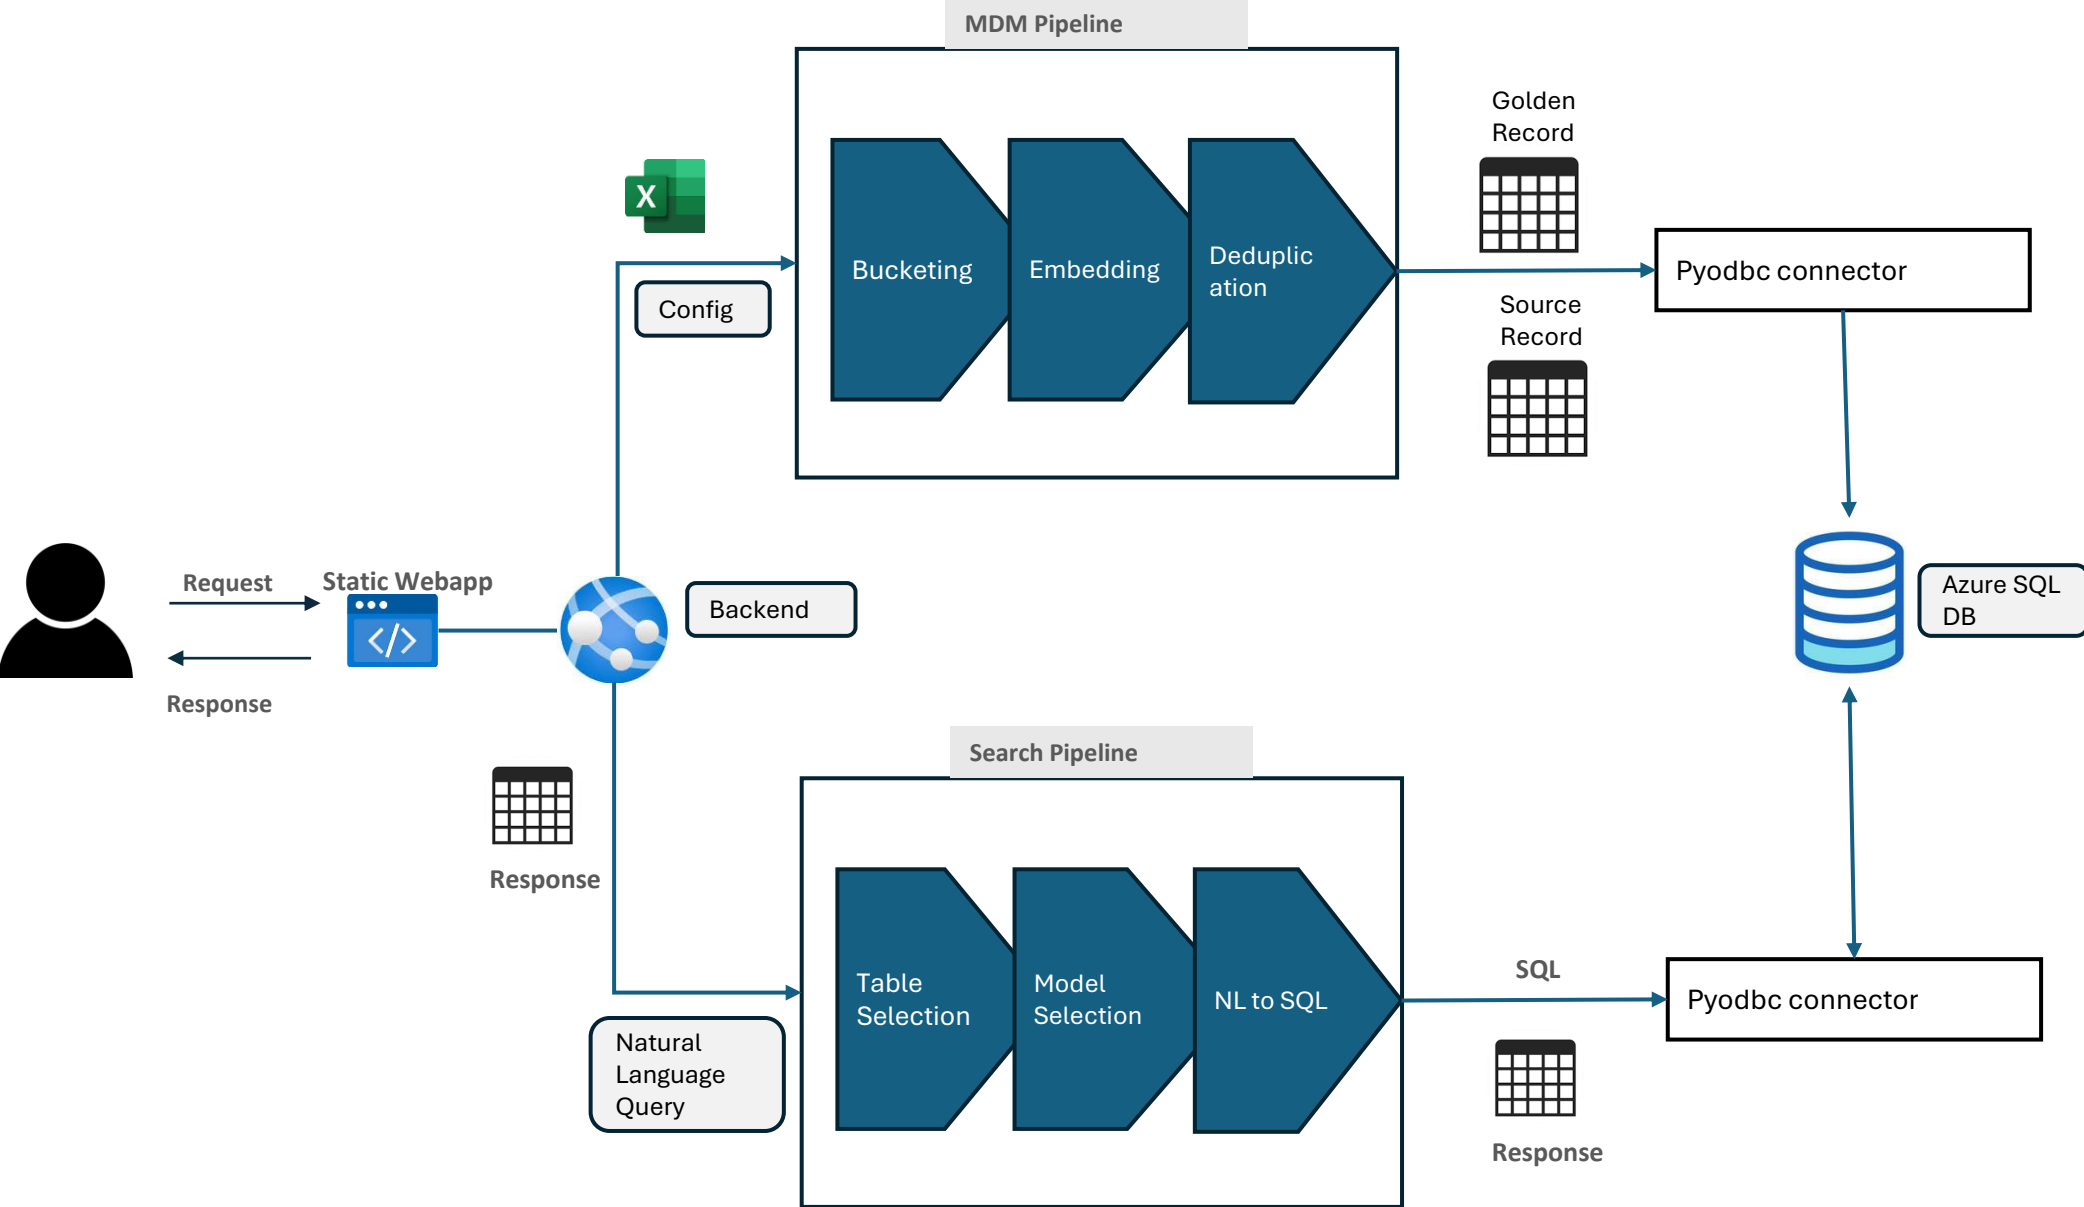 MDM Pipeline
Golden
Record
X
Bucketing
Embedding
Deduplic
ation
Pyodbc connector
Config
Source
Record
Request
Static Webapp
</>
Backend
Azure SQL
DB
Response
Search Pipeline
Response
Table
Selection
Model
Selection
NL to SQL
SQL
Pyodbc connector
Natural
Language
Query
Response